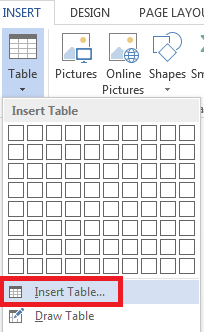 INSERT DESIGN PAGE LAYOU
Table Pictures Online Pictures Shapes Sm
Insert Table
Insert Table...
Draw Table